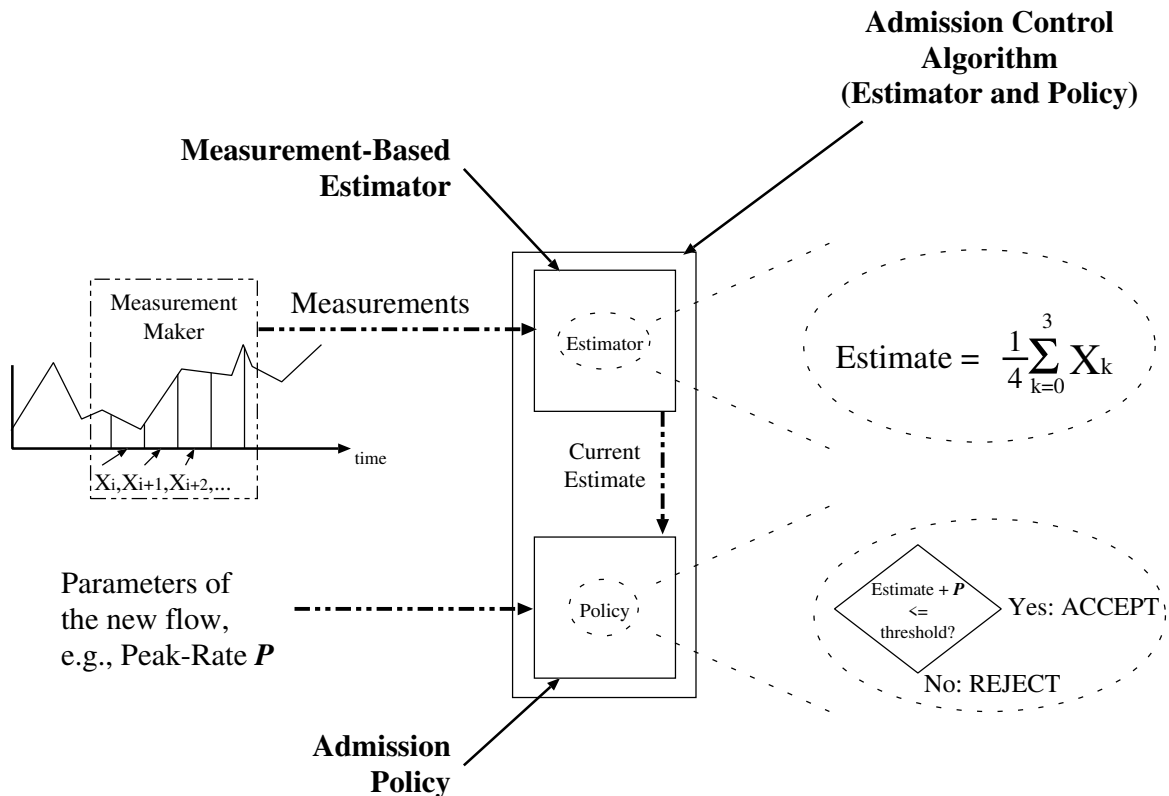 Admission Control
Algorithm
(Estimator and Policy)
Measurement-Based
Estimator
Measurement
Maker
Measurements
Estimator
Estimate = 1/4 3 Σ k=0 Xk
time
Xi,Xi+1,Xi+2,...
Current
Estimate
Parameters of
the new flow,
e.g., Peak-Rate P
Policy
Estimate + P
<=
threshold?
Yes: ACCEPT
No: REJECT
Admission
Policy